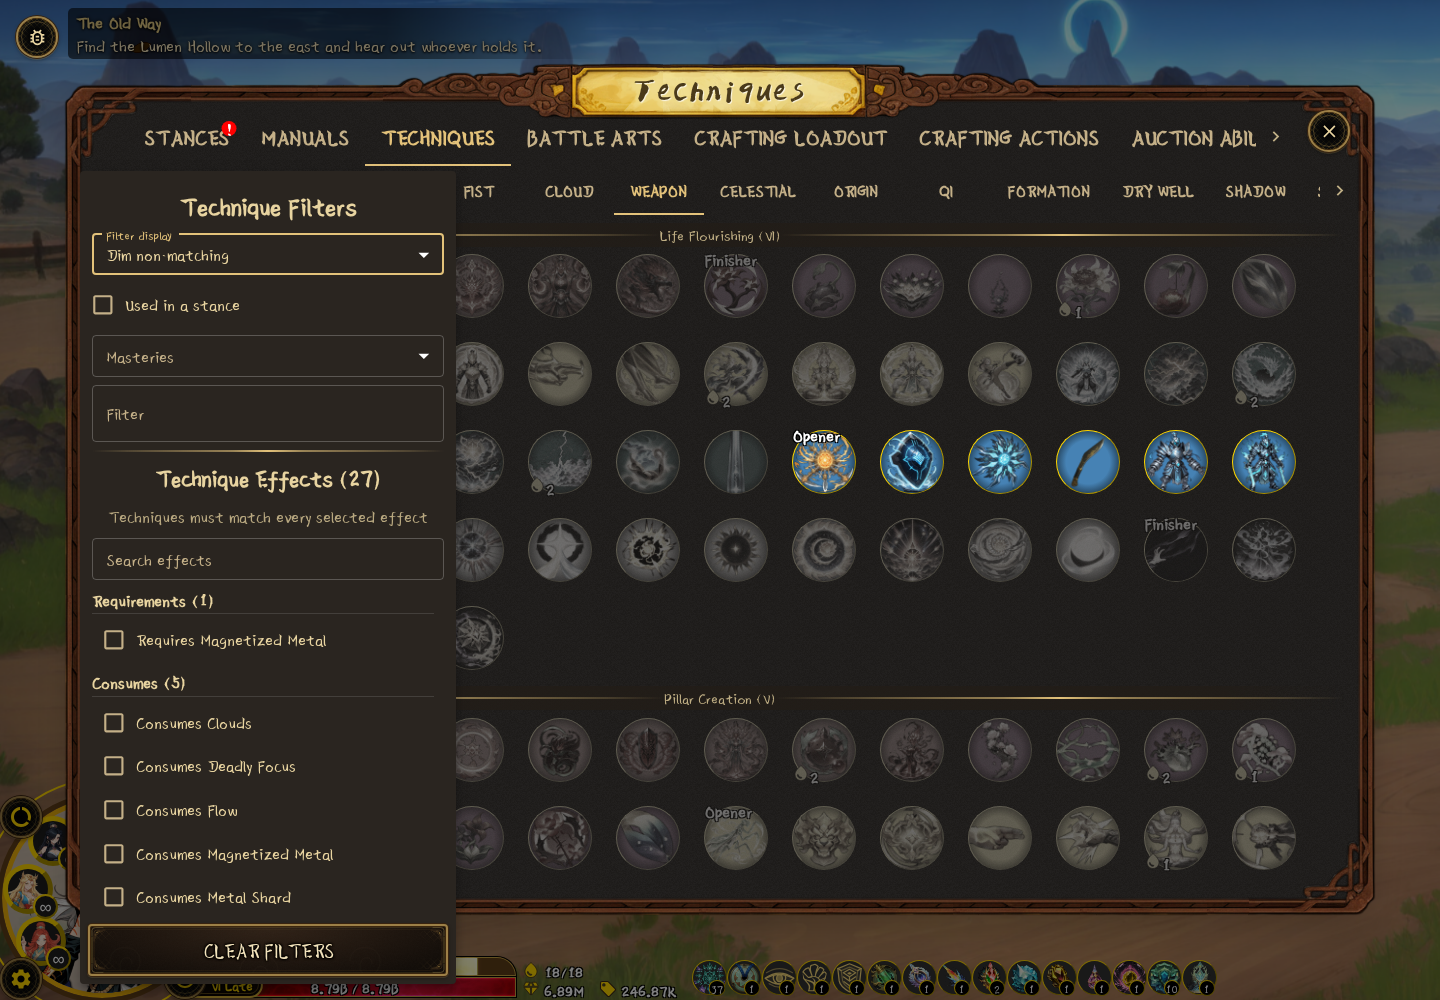 The Old Way
Find the Lumen Hollow to the east and hear out whoever holds it.
Techniques
STANCES
!
MANUALS
TECHNIQUES
BATTLE ARTS
CRAFTING LOADOUT
CRAFTING ACTIONS
AUCTION ABIL
FIST
CLOUD
WEAPON
CELESTIAL
ORIGIN
QI
FORMATION
DRY WELL
SHADOW
Technique Filters
Filter display
Dim non-matching
Used in a stance
Masteries
Filter
Technique Effects (27)
Techniques must match every selected effect
Search effects
Requirements (1)
Requires Magnetized Metal
Consumes (5)
Consumes Clouds
Consumes Deadly Focus
Consumes Flow
Consumes Magnetized Metal
Consumes Metal Shard
CLEAR FILTERS
Life Flourishing (VI)
Finisher
1
2
2
2
Opener
Finisher
Pillar Creation (V)
2
2
1
Opener
1
∞
∞
VI Late
8.79B / 8.79B
18/18
6.89M
246.87K